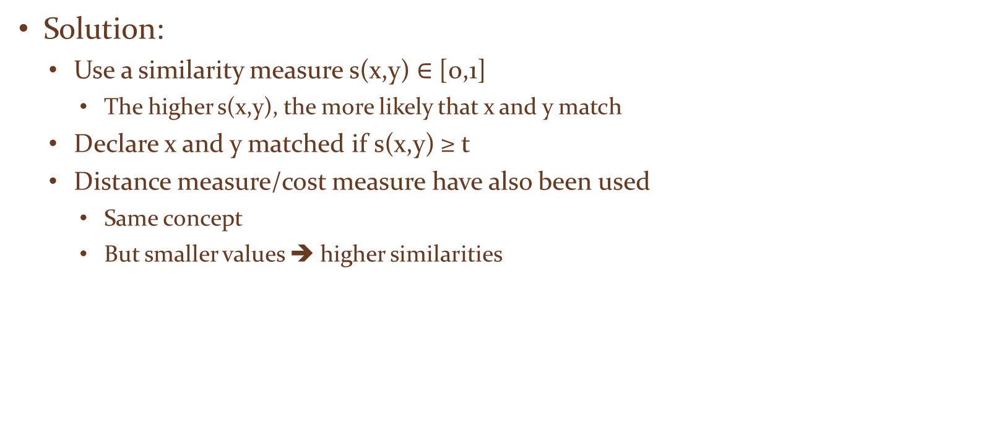 • Solution:
• Use a similarity measure s(x,y) ∈ [0,1]
• The higher s(x,y), the more likely that x and y match
• Declare x and y matched if s(x,y) ≥ t
• Distance measure/cost measure have also been used
• Same concept
• But smaller values ➔ higher similarities